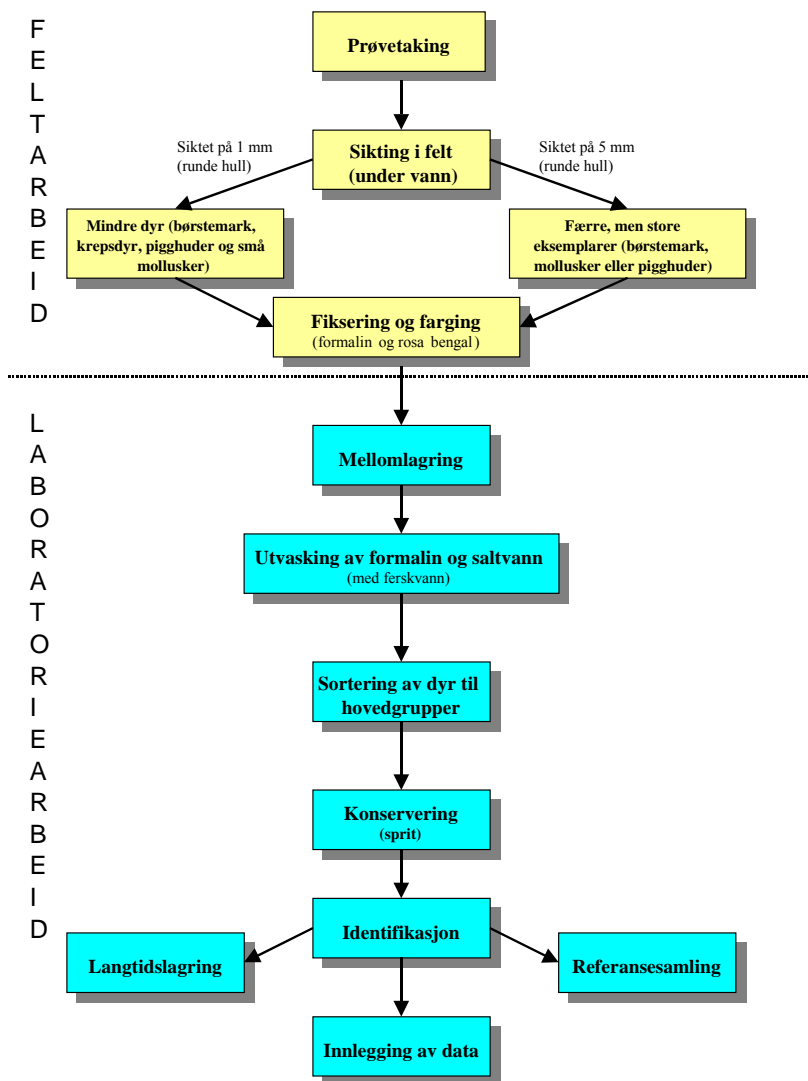 FELTARBEID
Prøvetaking
Siktet på 1 mm
(runde hull)
Sikting i felt
(under vann)
Siktet på 5 mm
(runde hull)
Mindre dyr (børstemark,
krepsdyr, pigghuder og små
mollusker)
Færre, men store
eksemplarer (børstemark,
mollusker eller pigghuder)
Fiksering og farging
(formalin og rosa bengal)
LABORATORIEARBEID
Mellomlagring
Utvasking av formalin og saltvann
(med ferskvann)
Sortering av dyr til
hovedgrupper
Konservering
(sprit)
Identifikasjon
Langtidslagring
Referansesamling
Innlegging av data